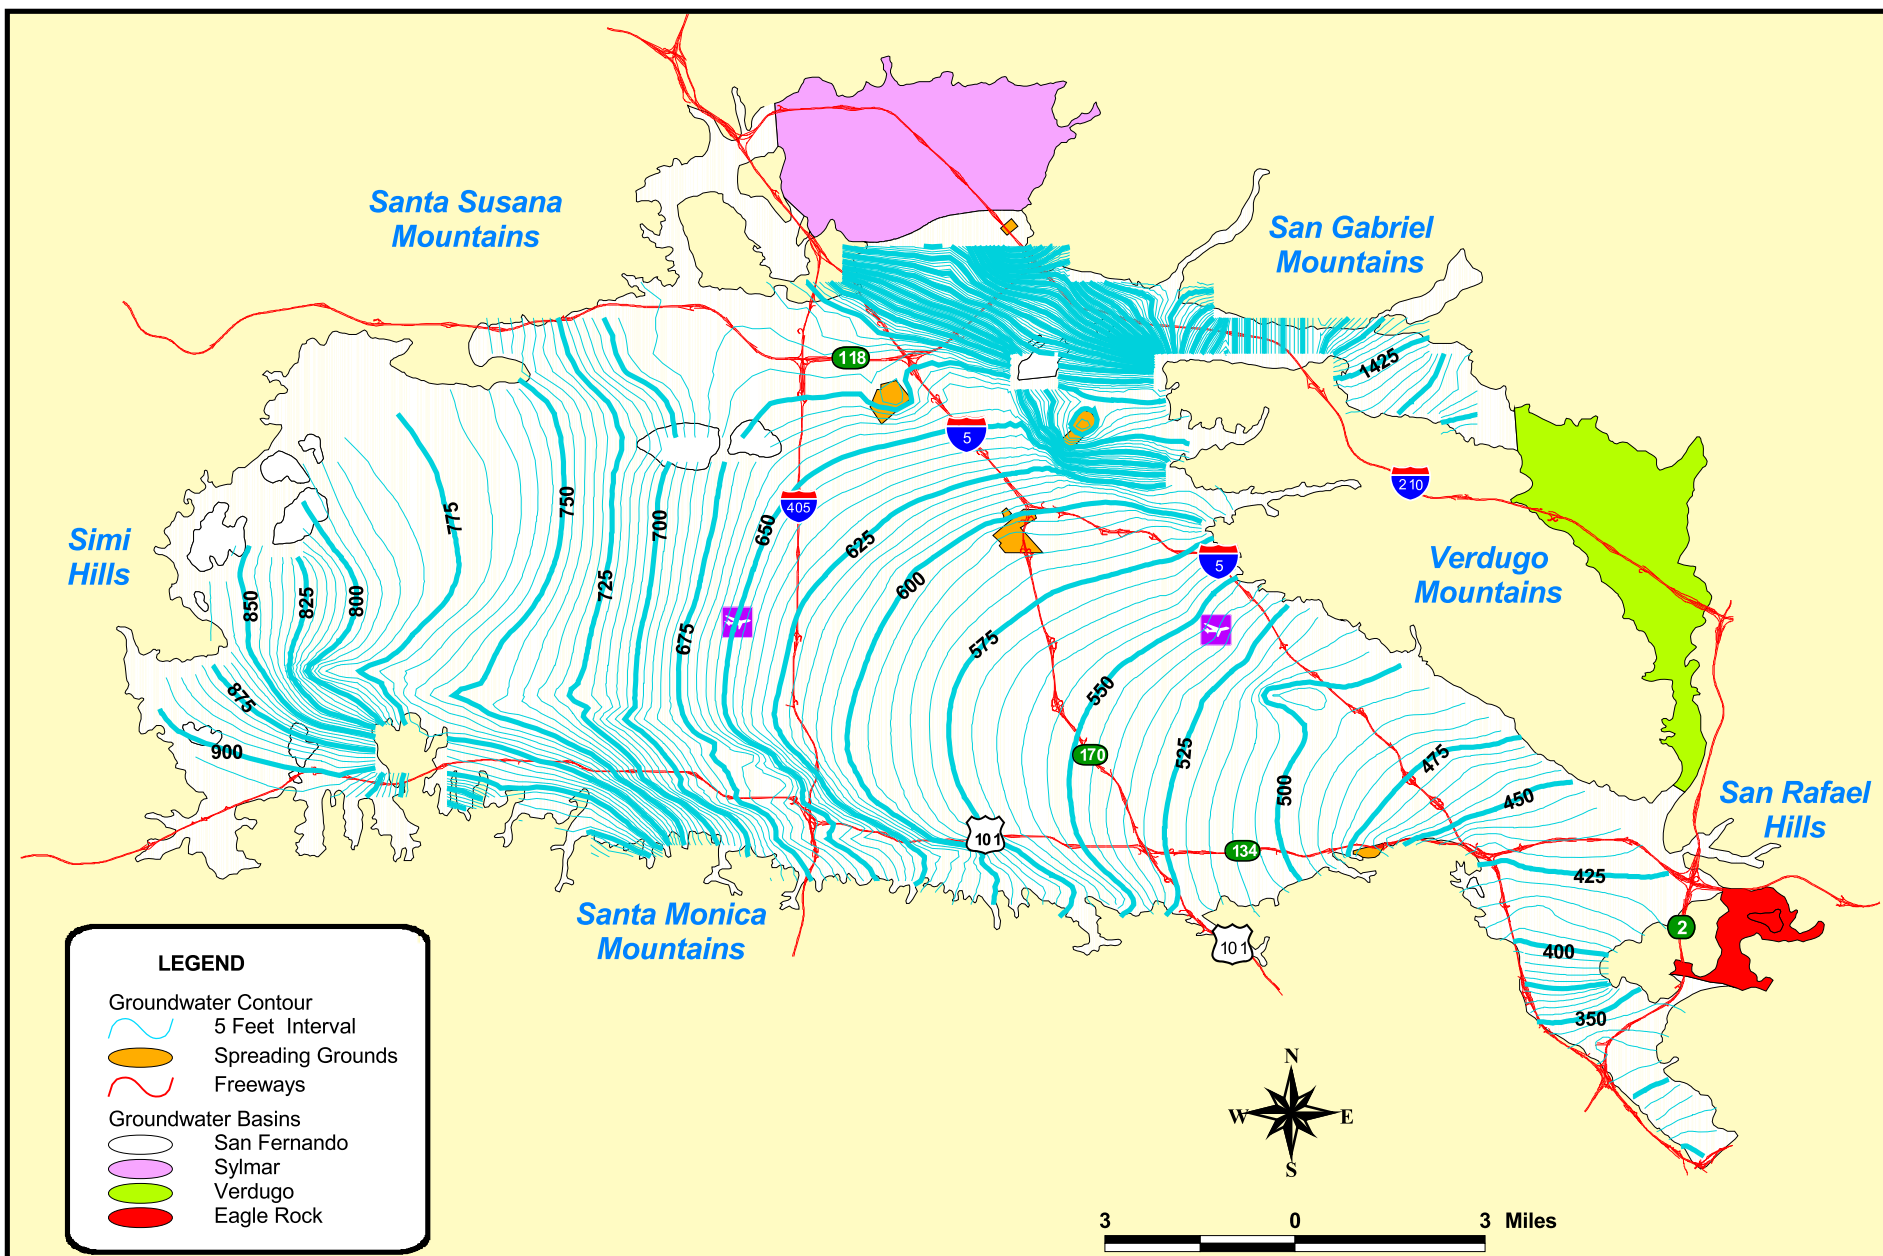 Santa Susana
Mountains
San Gabriel
Mountains
118
1425
5
405
210
775
750
700
650
625
600
Simi
Hills
850
825
800
725
675
575
5
Verdugo
Mountains
875
900
550
170
525
500
475
450
San Rafael
Hills
101
134
425
Santa Monica
Mountains
101
2
400
350
LEGEND
Groundwater Contour
5 Feet Interval
Spreading Grounds
Freeways
Groundwater Basins
San Fernando
Sylmar
Verdugo
Eagle Rock
N
W E
S
3 0 3 Miles